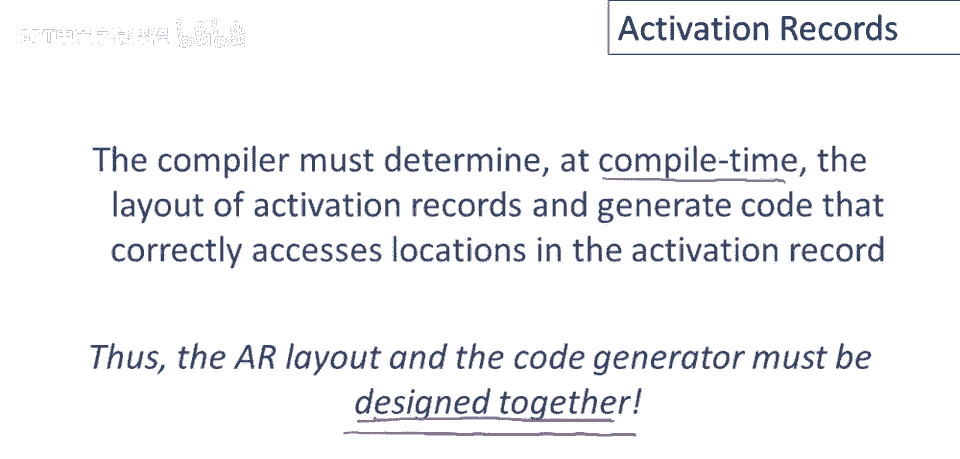 Activation Records
The compiler must determine, at compile-time, the
layout of activation records and generate code that
correctly accesses locations in the activation record
Thus, the AR layout and the code generator must be
designed together!